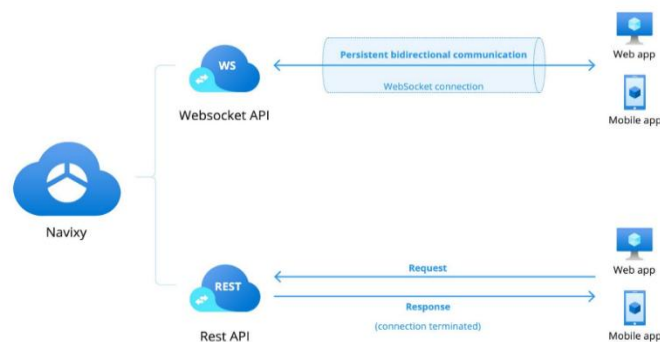 WS
Persistent bidirectional communication
Web app
WebSocket connection
Websocket API
Mobile app
Navixy
REST
Request
Web app
Response
(connection terminated)
Rest API
Mobile app